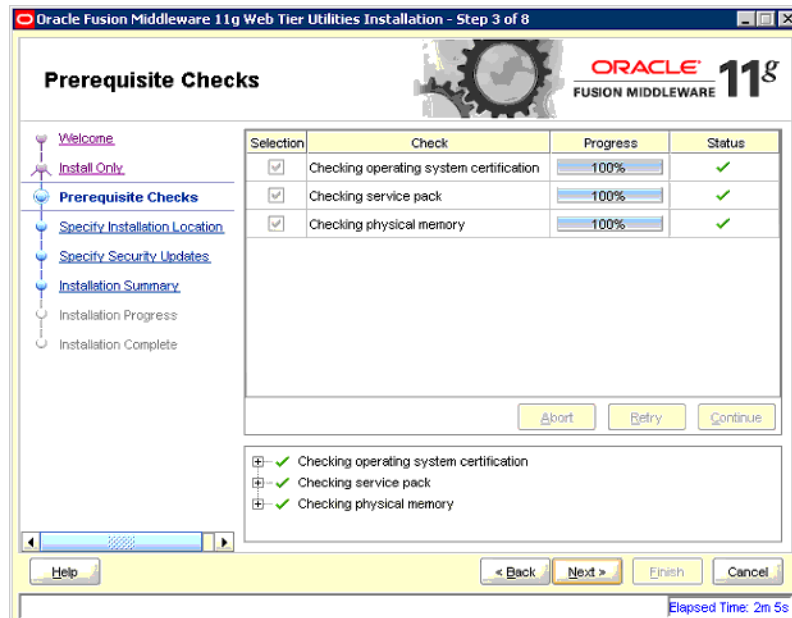 Oracle Fusion Middleware 11g Web Tier Utilities Installation - Step 3 of 8
Prerequisite Checks
ORACLE
FUSION MIDDLEWARE 11g
Welcome
Install Only
Prerequisite Checks
Specify Installation Location
Specify Security Updates
Installation Summary
Installation Progress
Installation Complete
Selection Check Progress Status
Checking operating system certification 100%
Checking service pack 100%
Checking physical memory 100%
Abort Retry Continue
Checking operating system certification
Checking service pack
Checking physical memory
Help < Back Next > Finish Cancel
Elapsed Time: 2m 5s